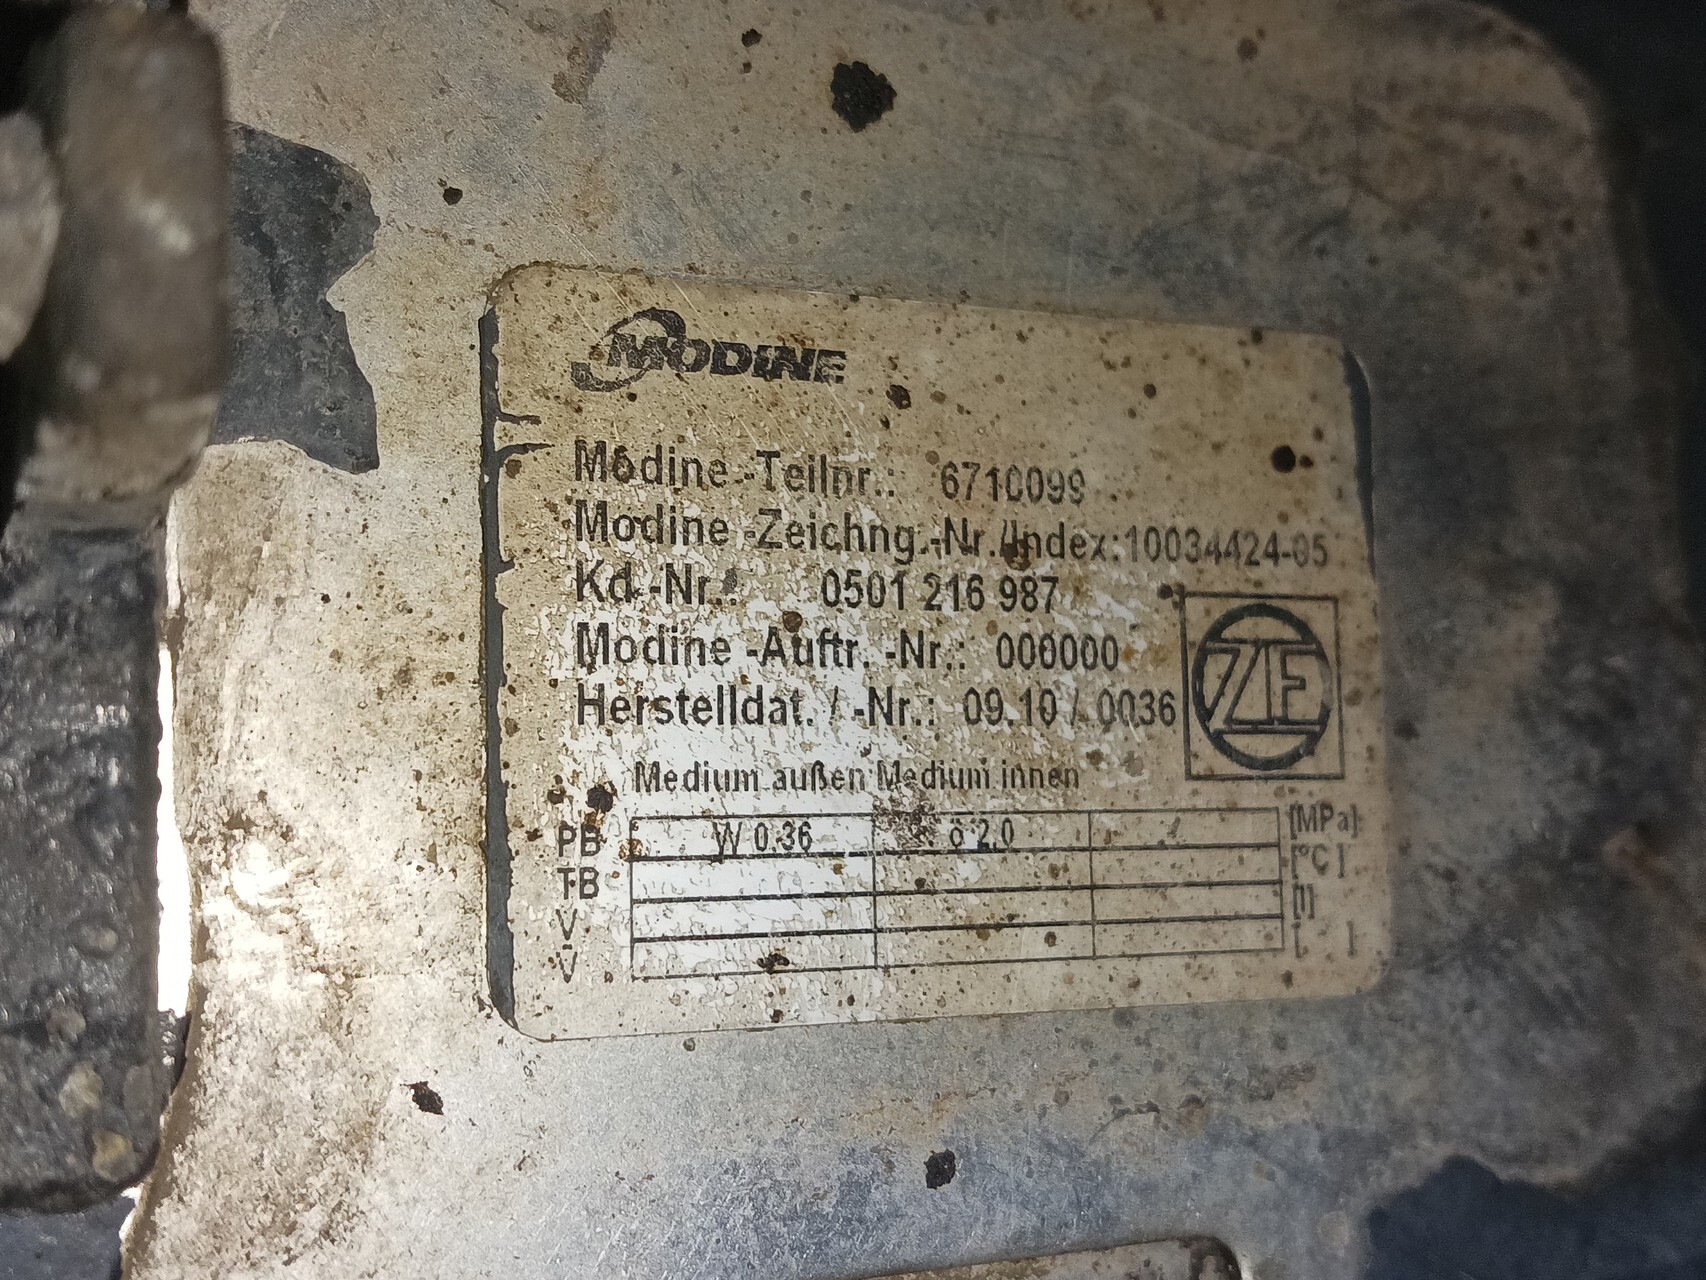 MODINE
Modine -Teilnr.: 6710099
Modine -Zeichng.-Nr./Index:10034424-05
Kd.-Nr.: 0501 216 987
Modine -Auftr. -Nr.: 000000
Herstelldat. / -Nr.: 09.10 / 0036
ZF
Medium außen Medium innen
PB W 0.36 ö 2,0 [MPa]
TB [°C]
V [l]
V [ - ]